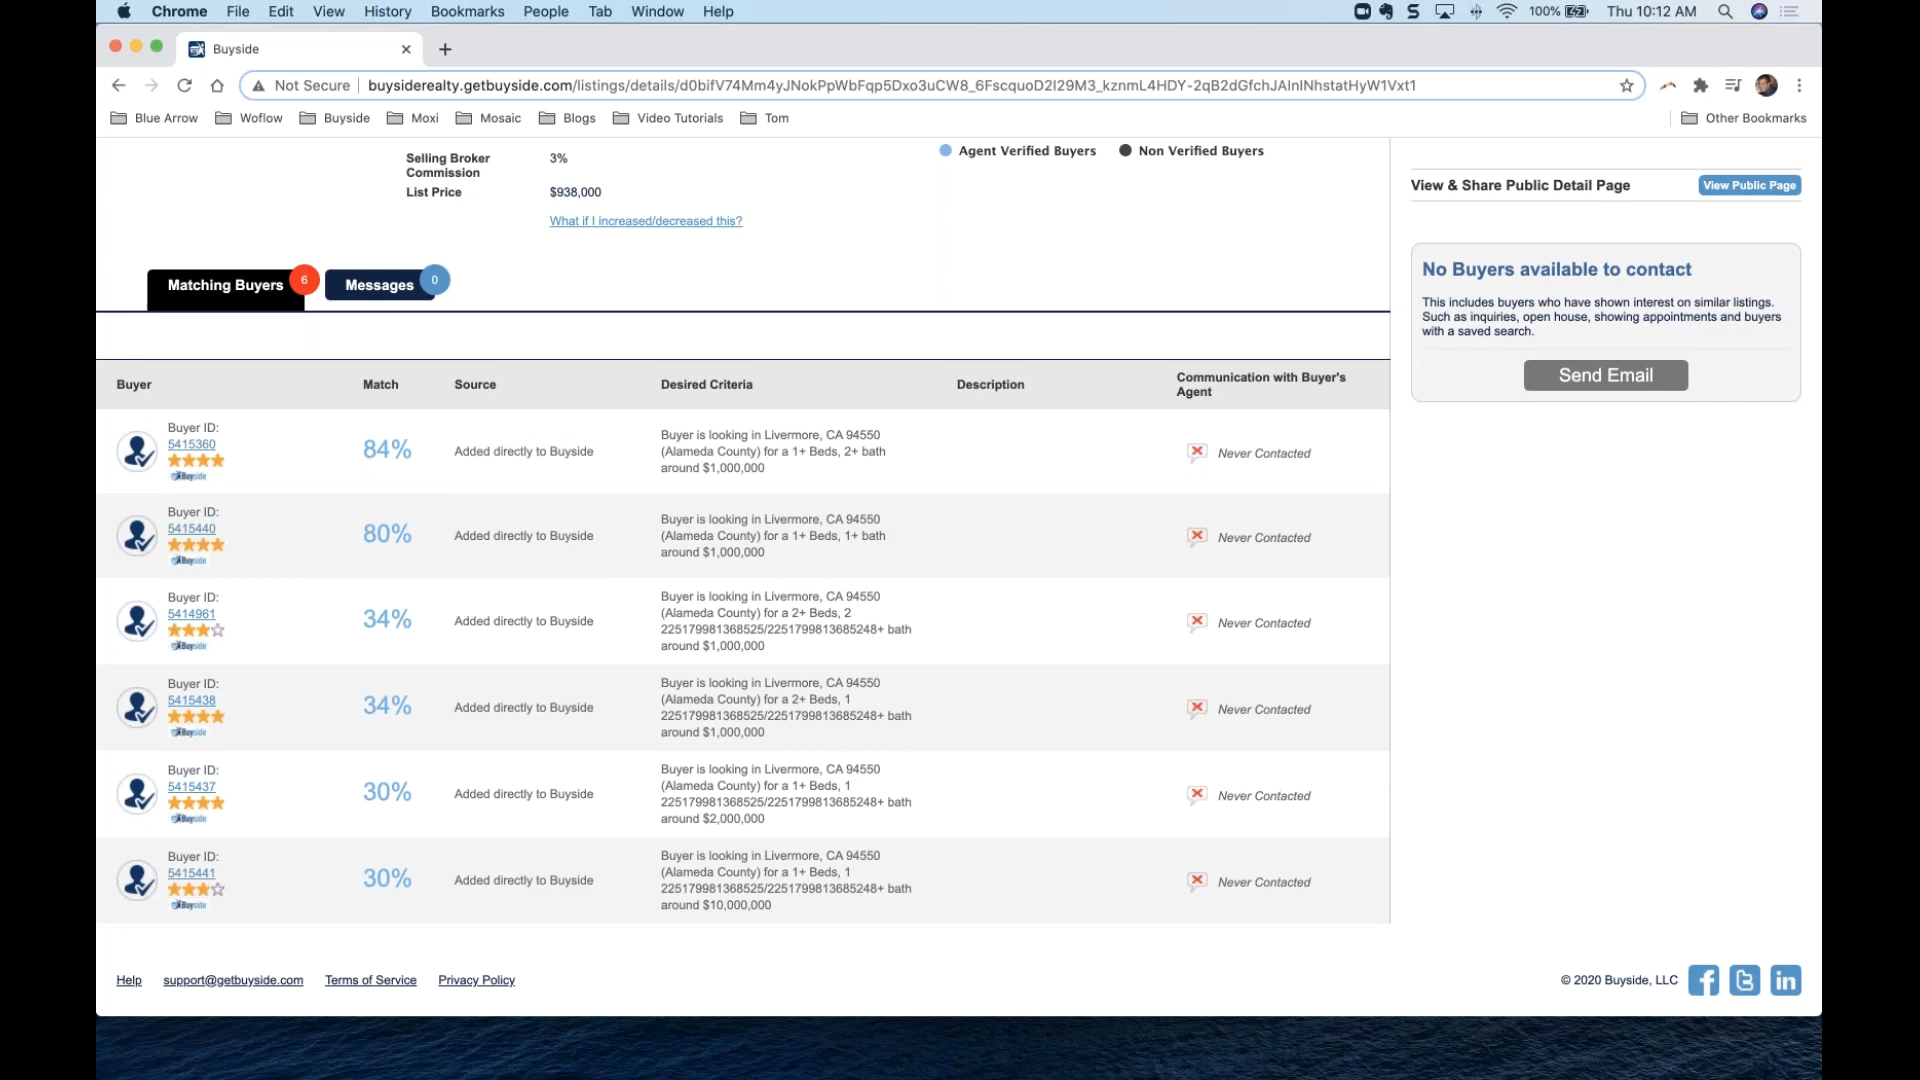 Chrome File Edit View History Bookmarks People Tab Window Help 100% Thu 10:12 AM
Buyside
Not Secure buysiderealty.getbuyside.com/listings/details/d0bifV74Mm4yJNokPpWbFqp5Dxo3uCW8_6FscquoD2I29M3_kznmL4HDY-2qB2dGfchJAInINhstatHyW1Vxt1
Blue Arrow Woflow Buyside Moxi Mosaic Blogs Video Tutorials Tom Other Bookmarks
Selling Broker Commission 3%
List Price $938,000
What if I increased/decreased this?
Agent Verified Buyers Non Verified Buyers
View & Share Public Detail Page View Public Page
No Buyers available to contact
This includes buyers who have shown interest on similar listings.
Such as inquiries, open house, showing appointments and buyers
with a saved search.
Send Email
Matching Buyers 6 Messages 0
Buyer Match Source Desired Criteria Description Communication with Buyer's Agent
Buyer ID:
5415360
Buyside
84%
Added directly to Buyside
Buyer is looking in Livermore, CA 94550
(Alameda County) for a 1+ Beds, 2+ bath
around $1,000,000
Never Contacted
Buyer ID:
5415440
Buyside
80%
Added directly to Buyside
Buyer is looking in Livermore, CA 94550
(Alameda County) for a 1+ Beds, 1+ bath
around $1,000,000
Never Contacted
Buyer ID:
5414961
Buyside
34%
Added directly to Buyside
Buyer is looking in Livermore, CA 94550
(Alameda County) for a 2+ Beds, 2
225179981368525/2251799813685248+ bath
around $1,000,000
Never Contacted
Buyer ID:
5415438
Buyside
34%
Added directly to Buyside
Buyer is looking in Livermore, CA 94550
(Alameda County) for a 2+ Beds, 1
225179981368525/2251799813685248+ bath
around $1,000,000
Never Contacted
Buyer ID:
5415437
Buyside
30%
Added directly to Buyside
Buyer is looking in Livermore, CA 94550
(Alameda County) for a 1+ Beds, 1
225179981368525/2251799813685248+ bath
around $2,000,000
Never Contacted
Buyer ID:
5415441
Buyside
30%
Added directly to Buyside
Buyer is looking in Livermore, CA 94550
(Alameda County) for a 1+ Beds, 1
225179981368525/2251799813685248+ bath
around $10,000,000
Never Contacted
Help support@getbuyside.com Terms of Service Privacy Policy © 2020 Buyside, LLC